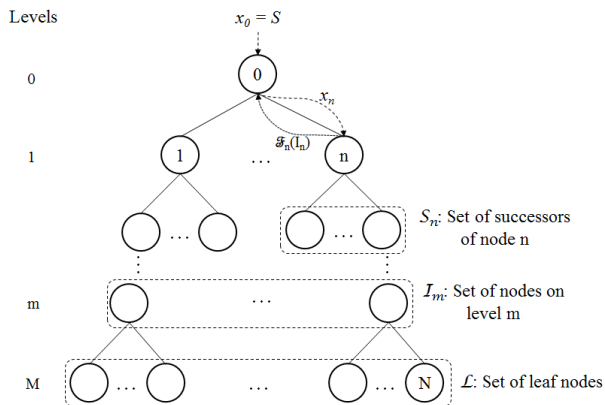 Levels
x₀ = S
0
0
xₙ
𝕱ₙ(Iₙ)
1
1
...
n
Sₙ: Set of successors
of node n
...
...
⋮
⋮
m
...
Iₘ: Set of nodes on
level m
M
...
...
...
N
ℒ: Set of leaf nodes